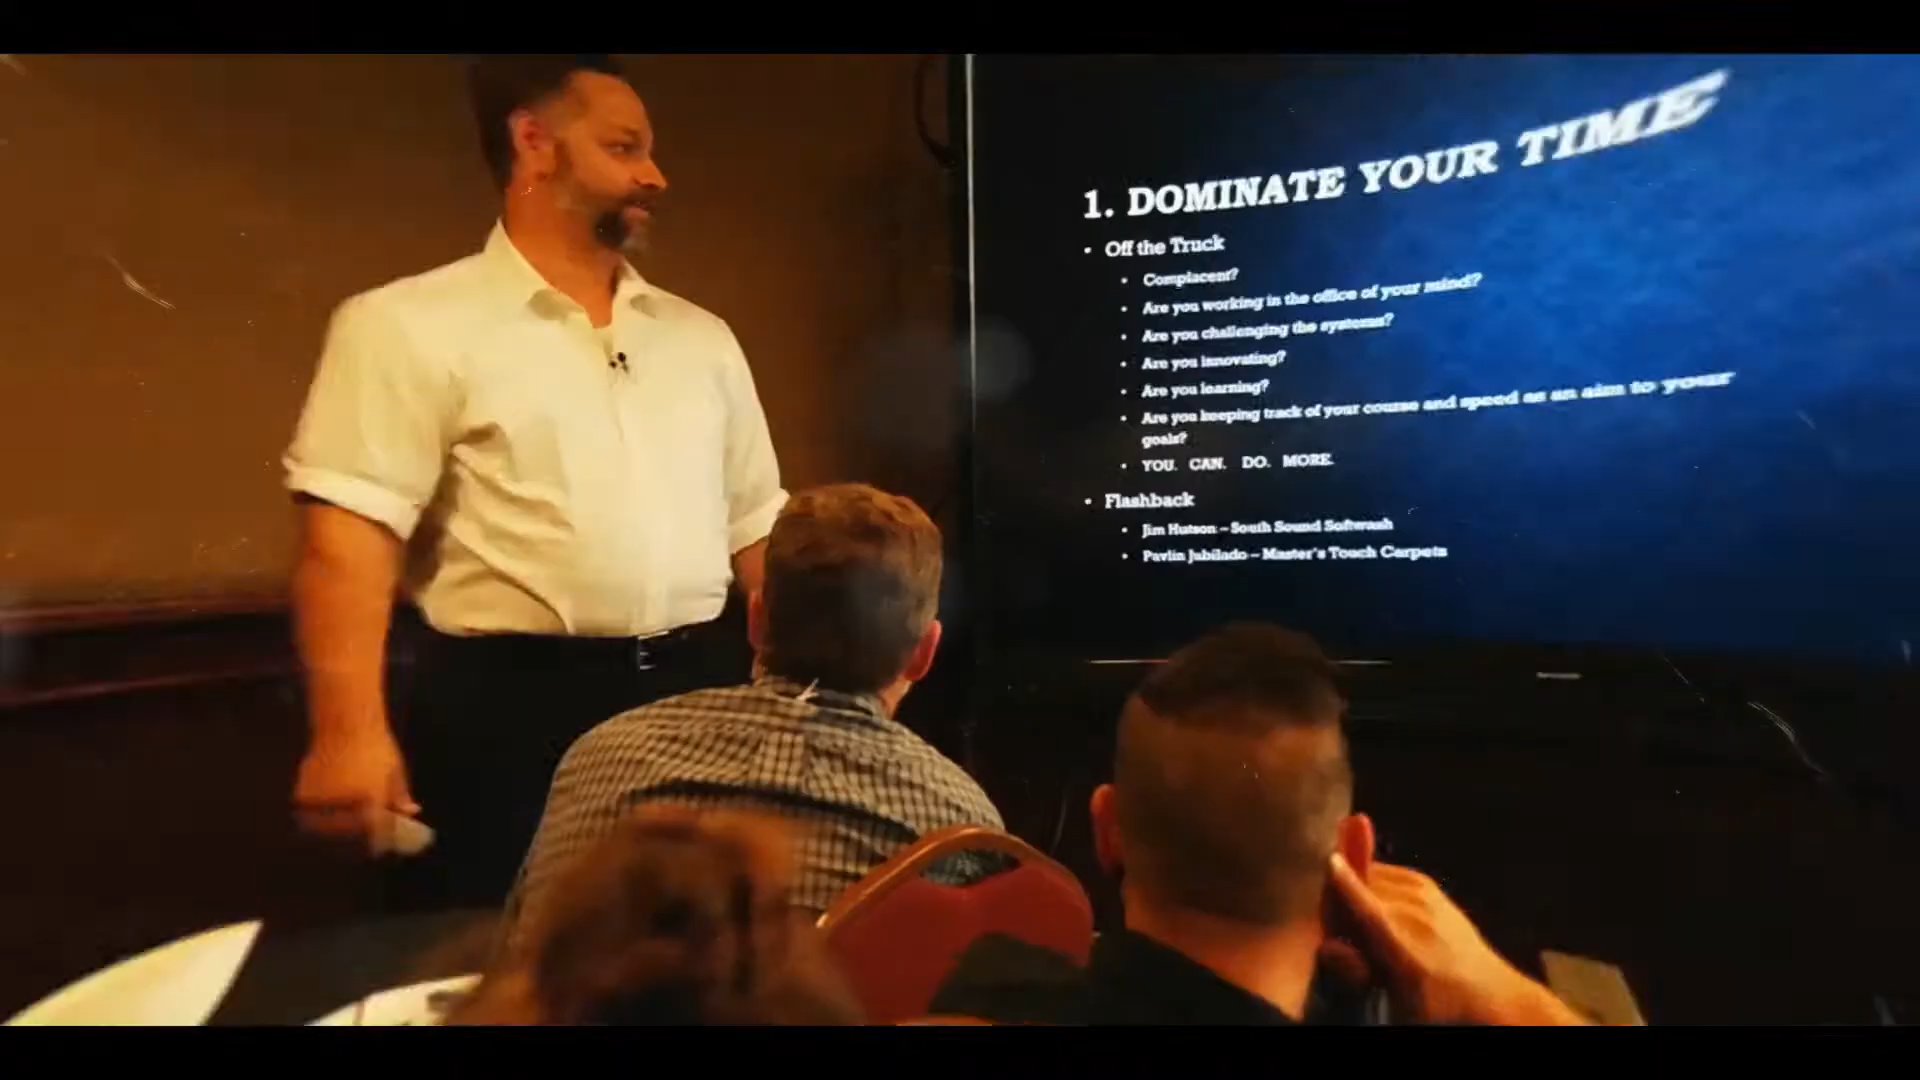 1. DOMINATE YOUR TIME
• Off the Truck
• Complacent?
• Are you working in the office of your mind?
• Are you challenging the systems?
• Are you innovating?
• Are you learning?
• Are you keeping track of your course and speed as an aim to your
goals?
• YOU. CAN. DO. MORE.
• Flashback
• Jim Hutson – South Sound Softwash
• Pavlin Jubilado – Master's Touch Carpets